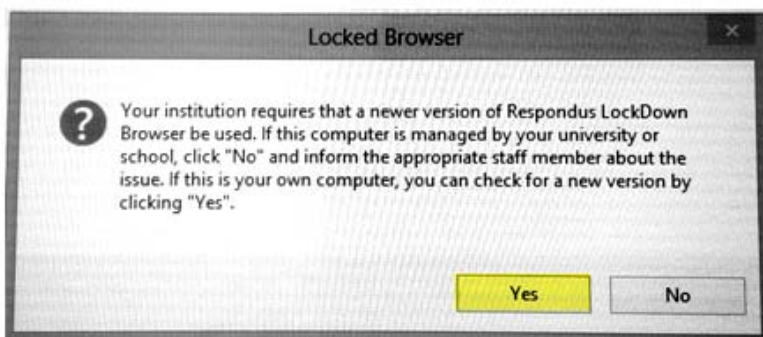 Locked Browser
Your institution requires that a newer version of Respondus LockDown
Browser be used. If this computer is managed by your university or
school, click "No" and inform the appropriate staff member about the
issue. If this is your own computer, you can check for a new version by
clicking "Yes".
Yes
No